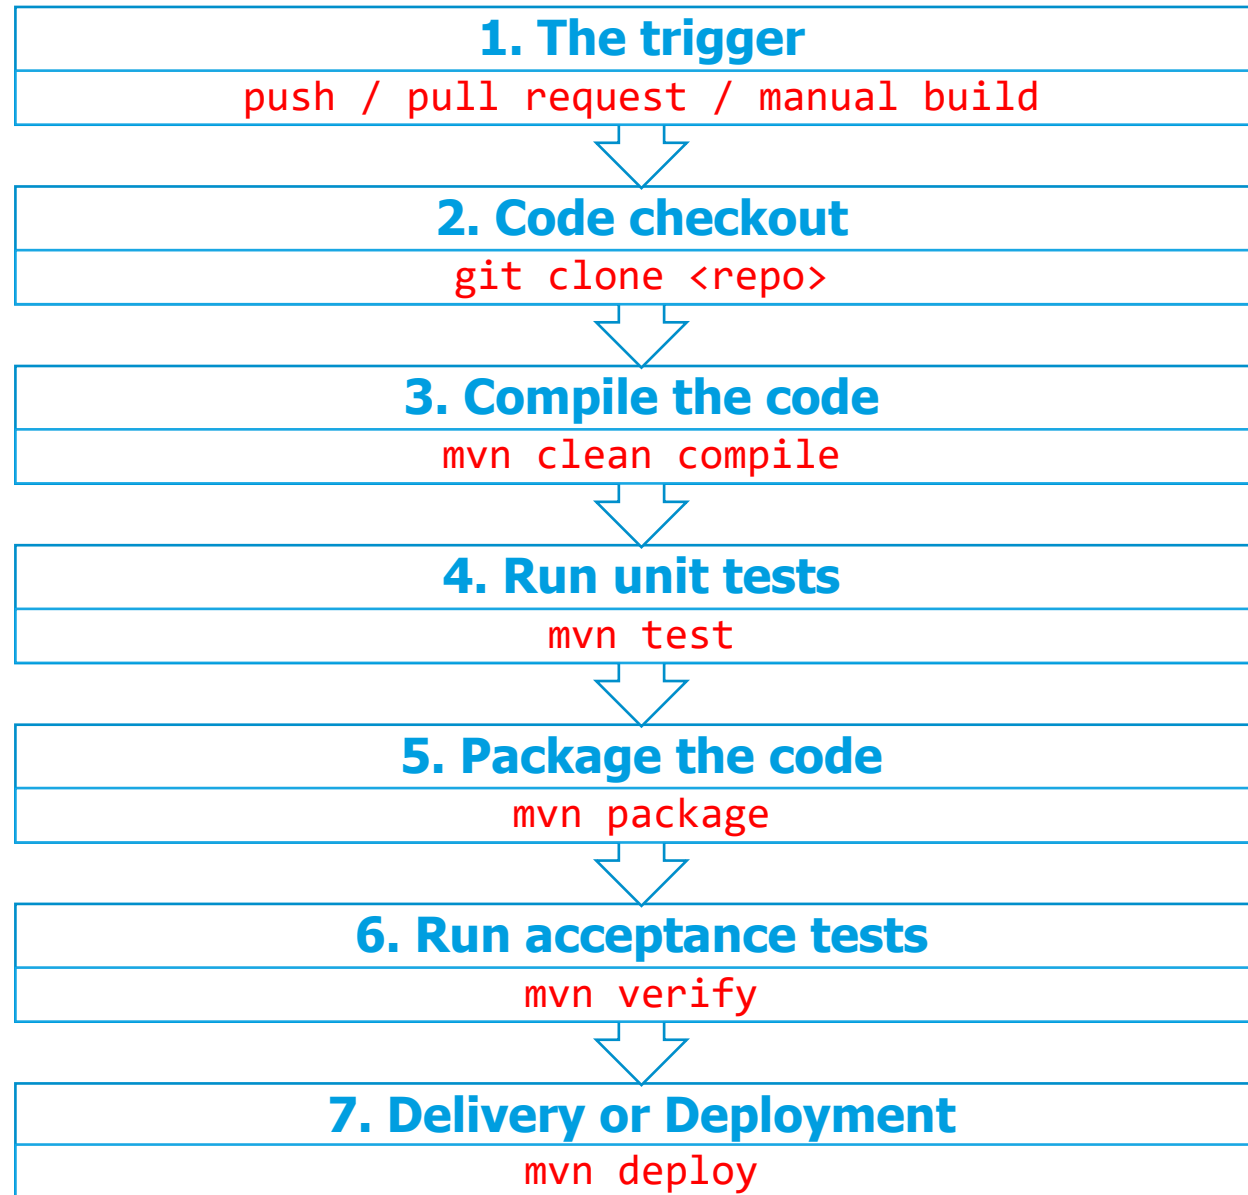 1. The trigger
push / pull request / manual build
2. Code checkout
git clone <repo>
3. Compile the code
mvn clean compile
4. Run unit tests
mvn test
5. Package the code
mvn package
6. Run acceptance tests
mvn verify
7. Delivery or Deployment
mvn deploy